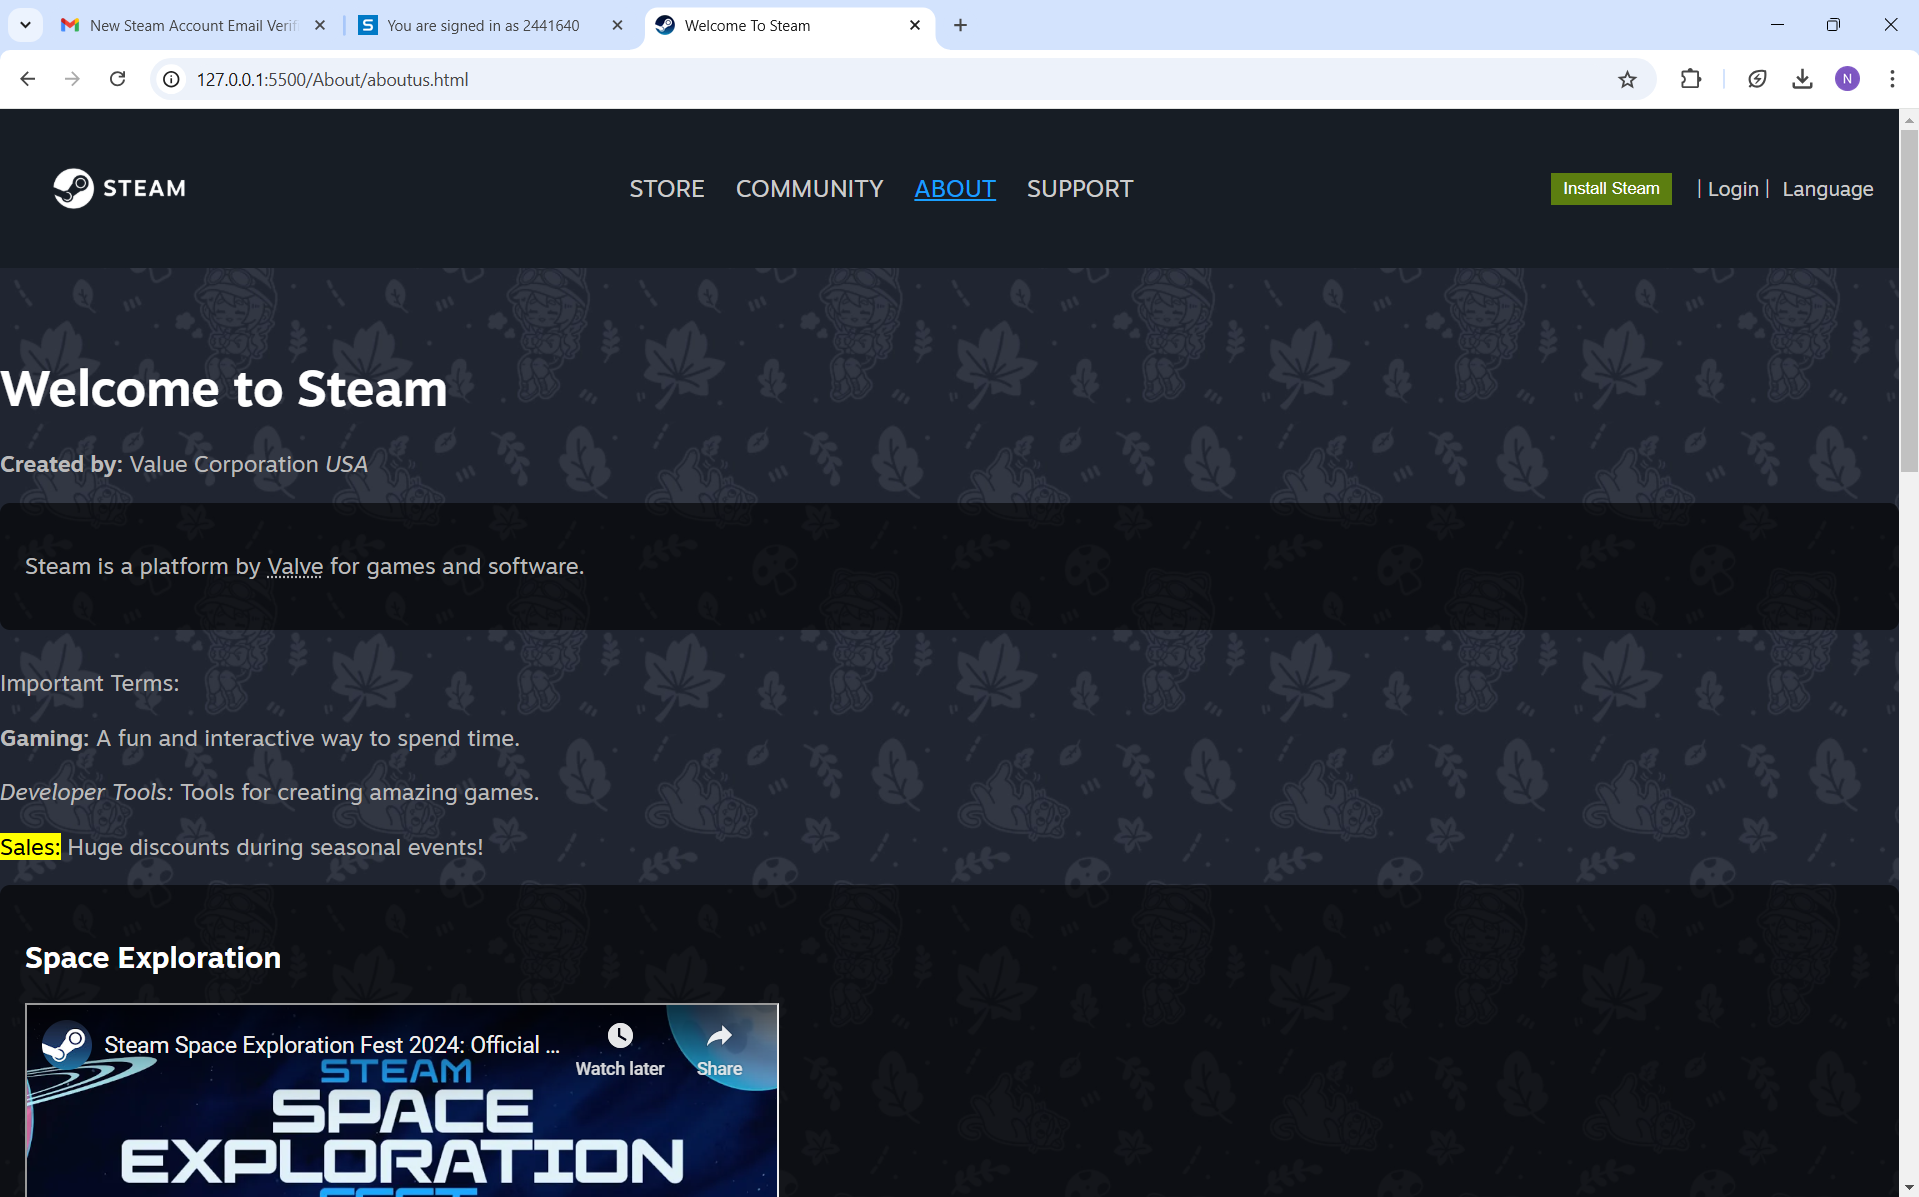 New Steam Account Email Verif
You are signed in as 2441640
Welcome To Steam
127.0.0.1:5500/About/aboutus.html
N
STEAM
STORE COMMUNITY ABOUT SUPPORT
Install Steam | Login | Language
Welcome to Steam
Created by: Value Corporation USA
Steam is a platform by Valve for games and software.
Important Terms:
Gaming: A fun and interactive way to spend time.
Developer Tools: Tools for creating amazing games.
Sales: Huge discounts during seasonal events!
Space Exploration
Steam Space Exploration Fest 2024: Official ...
Watch later Share
STEAM
SPACE
EXPLORATION
FEST